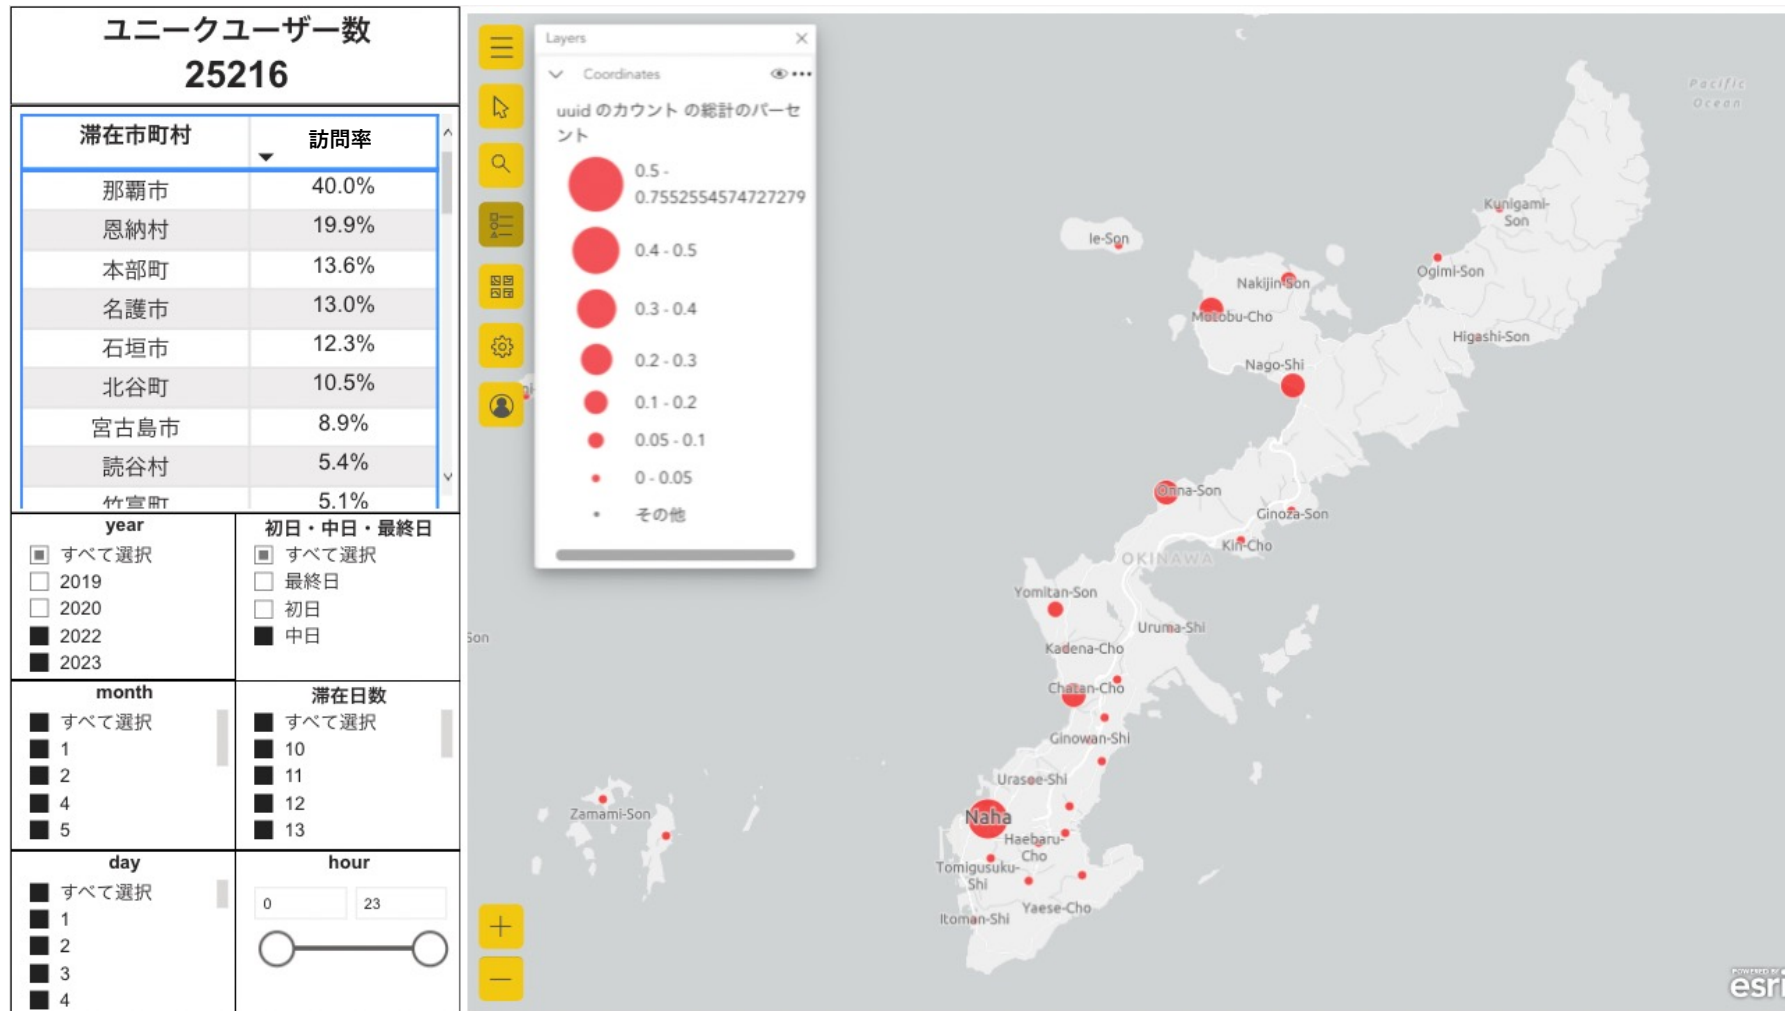 ユニークユーザー数
25216
滞在市町村 訪問率
那覇市 40.0%
恩納村 19.9%
本部町 13.6%
名護市 13.0%
石垣市 12.3%
北谷町 10.5%
宮古島市 8.9%
読谷村 5.4%
竹富町 5.1%
year
すべて選択
2019
2020
2022
2023
初日・中日・最終日
すべて選択
最終日
初日
中日
month
すべて選択
1
2
4
5
滞在日数
すべて選択
10
11
12
13
day
すべて選択
1
2
3
4
hour
0 23
Layers
Coordinates
uuid のカウント の総計のパーセ
ント
0.5 -
0.7552554574727279
0.4 - 0.5
0.3 - 0.4
0.2 - 0.3
0.1 - 0.2
0.05 - 0.1
0 - 0.05
その他
Pacific
Ocean
Kunigami-
Son
Ie-Son
Ogimi-Son
Nakijin-Son
Motobu-Cho
Higashi-Son
Nago-Shi
Onna-Son
Ginoza-Son
Kin-Cho
OKINAWA
Yomitan-Son
Uruma-Shi
Son
Kadena-Cho
Chatan-Cho
Ginowan-Shi
Urasoe-Shi
Zamami-Son
Naha
Haebaru-
Cho
Tomigusuku-
Shi
Yaese-Cho
Itoman-Shi
POWERED BY
esri